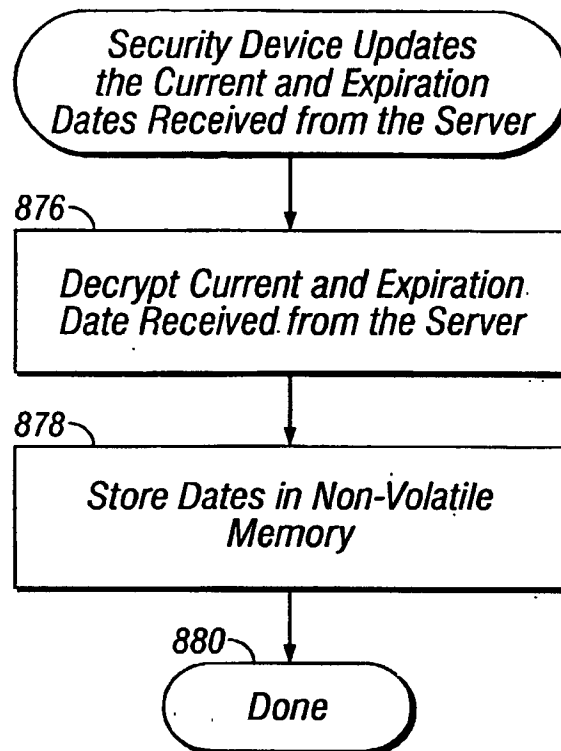 Security Device Updates
the Current and Expiration
Dates Received from the Server
876
Decrypt Current and Expiration
Date Received from the Server
878
Store Dates in Non-Volatile
Memory
880
Done